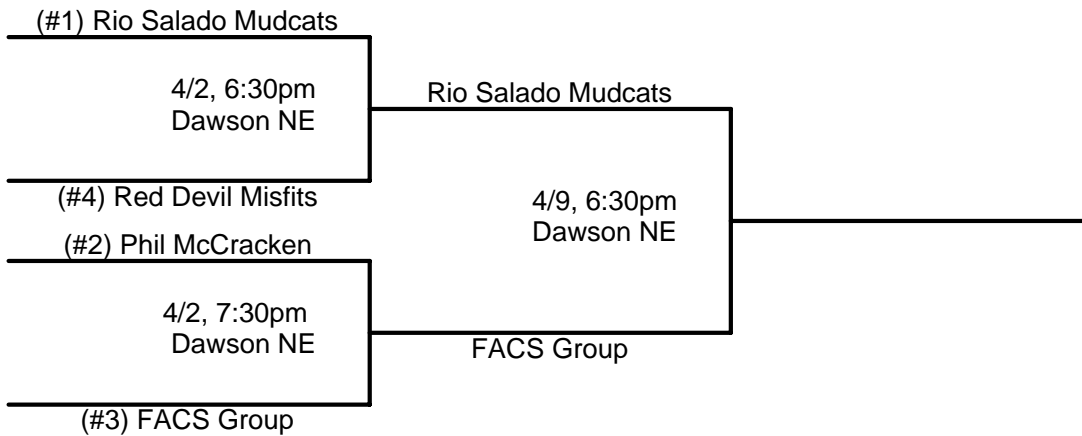 (#1) Rio Salado Mudcats
4/2, 6:30pm
Dawson NE
(#4) Red Devil Misfits
(#2) Phil McCracken
4/2, 7:30pm
Dawson NE
(#3) FACS Group
Rio Salado Mudcats
4/9, 6:30pm
Dawson NE
FACS Group